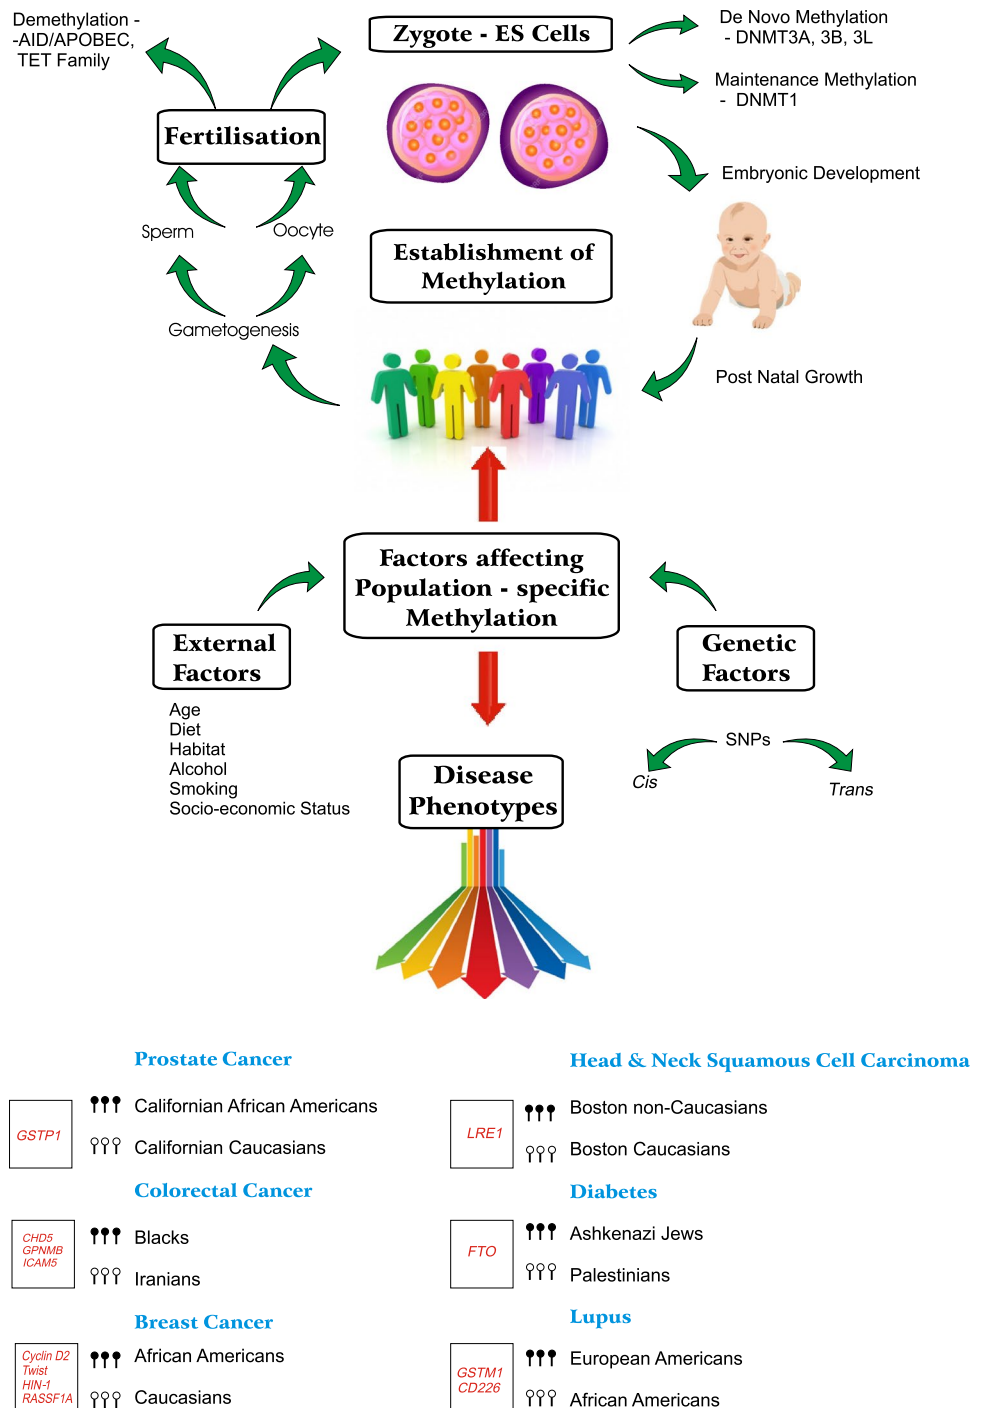 Demethylation -
-AID/APOBEC,
TET Family
Zygote - ES Cells
De Novo Methylation
- DNMT3A, 3B, 3L
Maintenance Methylation
- DNMT1
Fertilisation
Embryonic Development
Sperm
Oocyte
Establishment of
Methylation
Gametogenesis
Post Natal Growth
Factors affecting
Population - specific
Methylation
External
Factors
Genetic
Factors
Age
Diet
Habitat
Alcohol
Smoking
Socio-economic Status
SNPs
Cis
Trans
Disease
Phenotypes
Prostate Cancer
GSTP1
Californian African Americans
Californian Caucasians
Colorectal Cancer
CHD5
GPNMB
ICAM5
Blacks
Iranians
Breast Cancer
Cyclin D2
Twist
HIN-1
RASSF1A
African Americans
Caucasians
Head & Neck Squamous Cell Carcinoma
LRE1
Boston non-Caucasians
Boston Caucasians
Diabetes
FTO
Ashkenazi Jews
Palestinians
Lupus
GSTM1
CD226
European Americans
African Americans